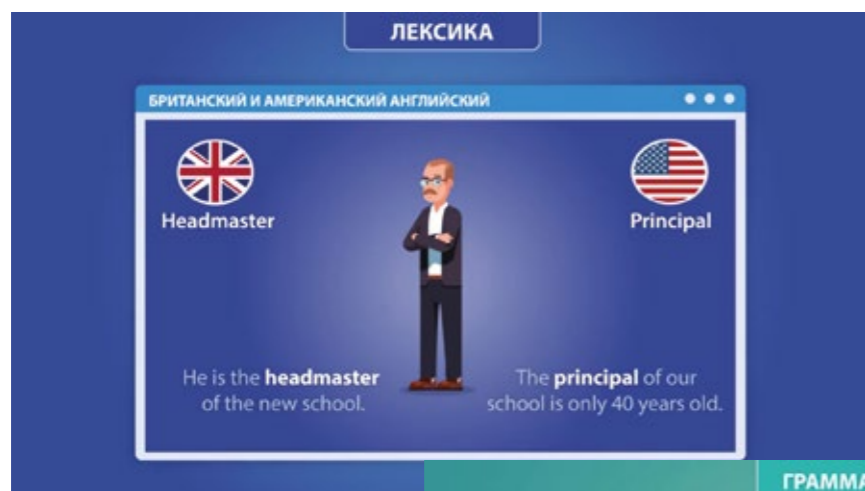 ЛЕКСИКА
БРИТАНСКИЙ И АМЕРИКАНСКИЙ АНГЛИЙСКИЙ
Headmaster
Principal
He is the headmaster
of the new school.
The principal of our
school is only 40 years old.
ГРАММА